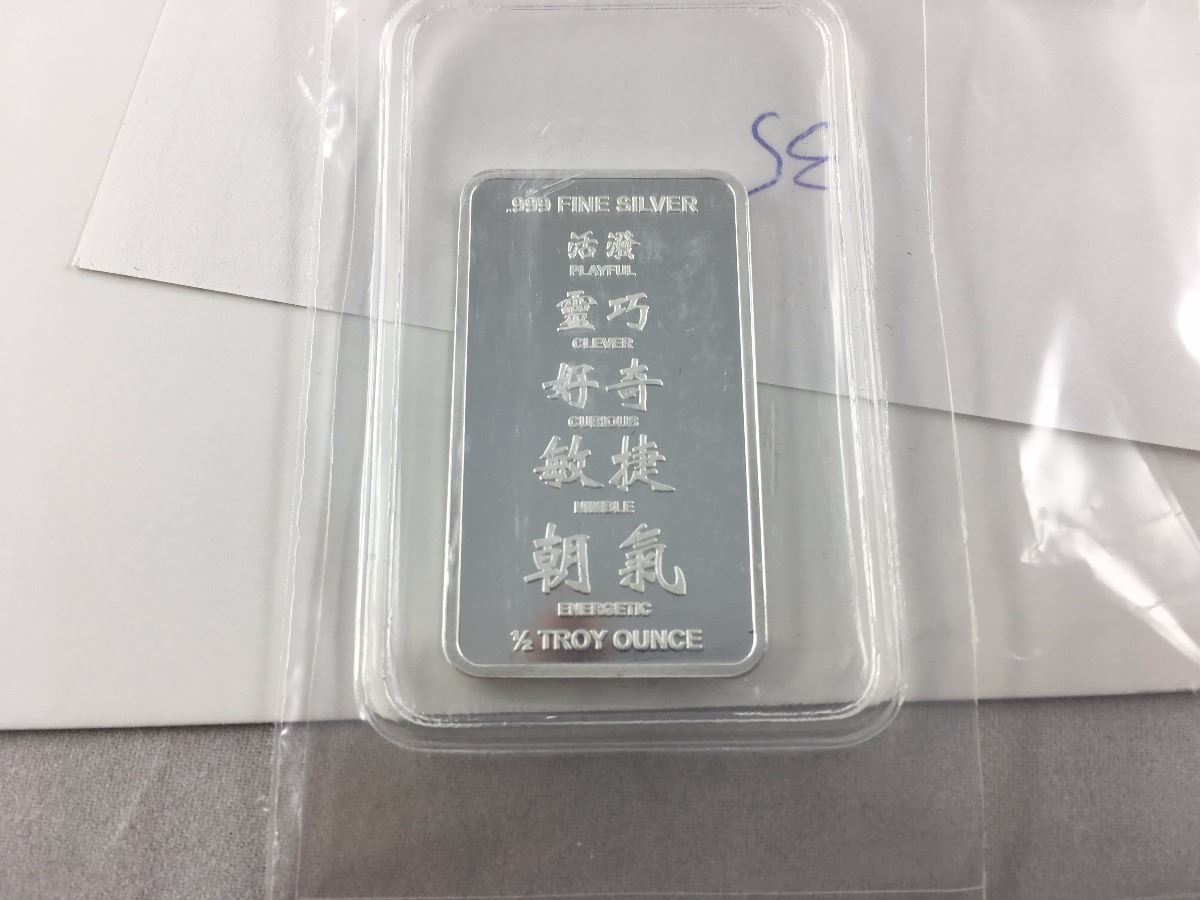 35
.999 FINE SILVER
活潑
PLAYFUL
靈巧
CLEVER
好奇
CURIOUS
敏捷
NIMBLE
朝氣
ENERGETIC
½ TROY OUNCE